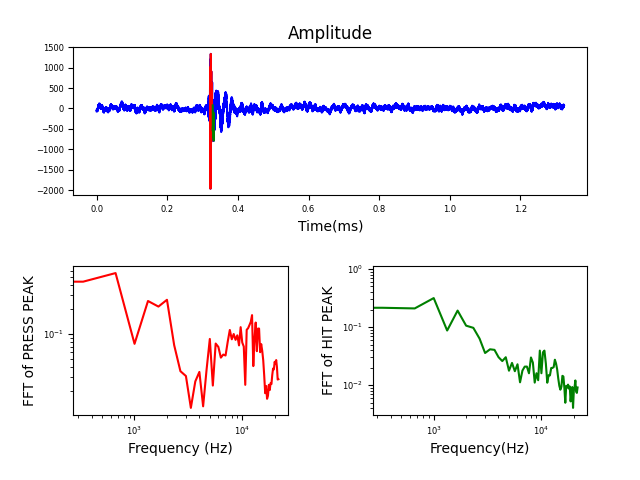 Amplitude
1500
1000
500
0
−500
−1000
−1500
−2000
0.0 0.2 0.4 0.6 0.8 1.0 1.2
Time(ms)
FFT of PRESS PEAK
10⁻¹
10³ 10⁴
Frequency (Hz)
FFT of HIT PEAK
10⁰
10⁻¹
10⁻²
10³ 10⁴
Frequency(Hz)